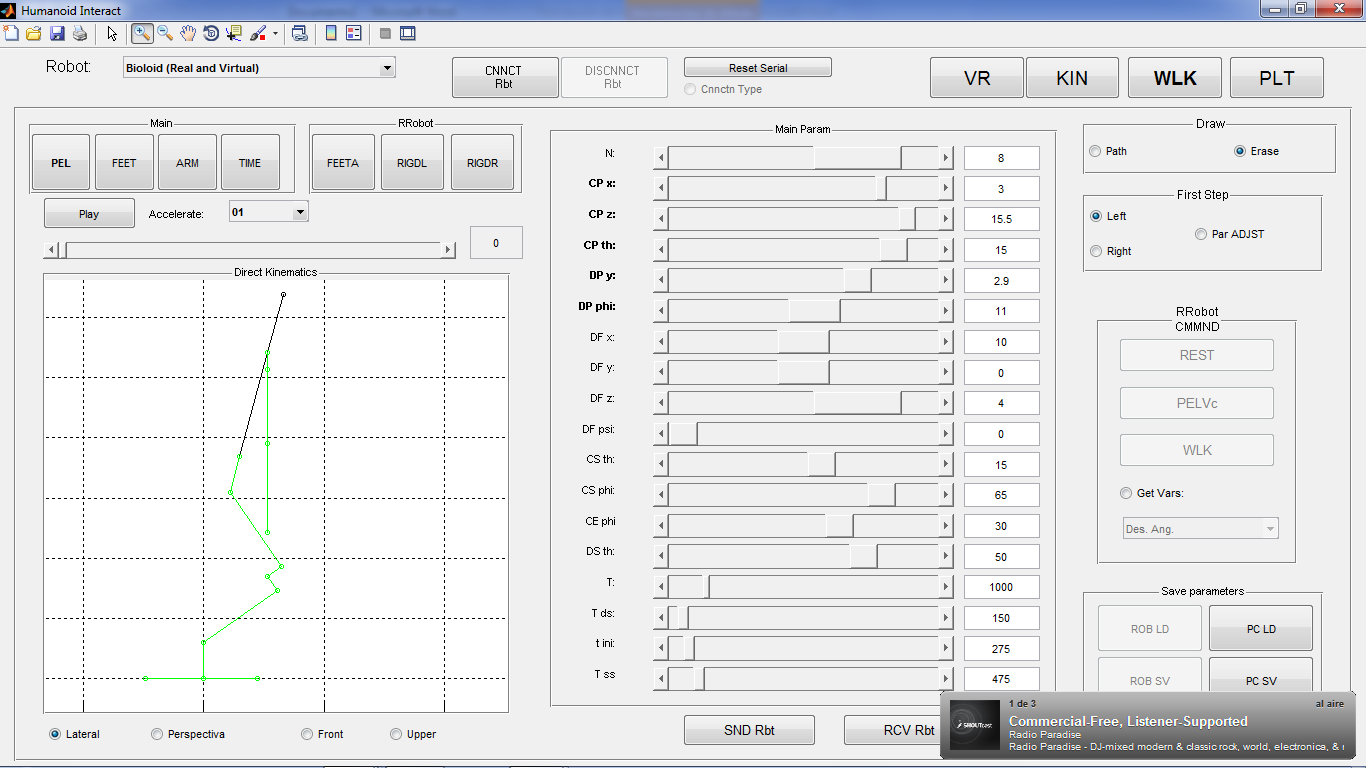 Humanoid Interact
Robot:
Bioloid (Real and Virtual)
CNNCT
Rbt
DISCNNCT
Rbt
Reset Serial
Cnnctn Type
VR
KIN
WLK
PLT
Main
PEL
FEET
ARM
TIME
RRobot
FEETA
RIGDL
RIGDR
Play
Accelerate:
01
0
Direct Kinematics
Lateral
Perspectiva
Front
Upper
Main Param
N:
8
CP x:
3
CP z:
15.5
CP th:
15
DP y:
2.9
DP phi:
11
DF x:
10
DF y:
0
DF z:
4
DF psi:
0
CS th:
15
CS phi:
65
CE phi
30
DS th:
50
T:
1000
T ds:
150
t ini:
275
T ss
475
SND Rbt
RCV Rbt
Draw
Path
Erase
First Step
Left
Par ADJST
Right
RRobot
CMMND
REST
PELVc
WLK
Get Vars:
Des. Ang.
Save parameters
ROB LD
PC LD
ROB SV
PC SV
SHOUTcast
1 de 3
al aire
Commercial-Free, Listener-Supported
Radio Paradise
Radio Paradise - DJ-mixed modern & classic rock, world, electronica, &